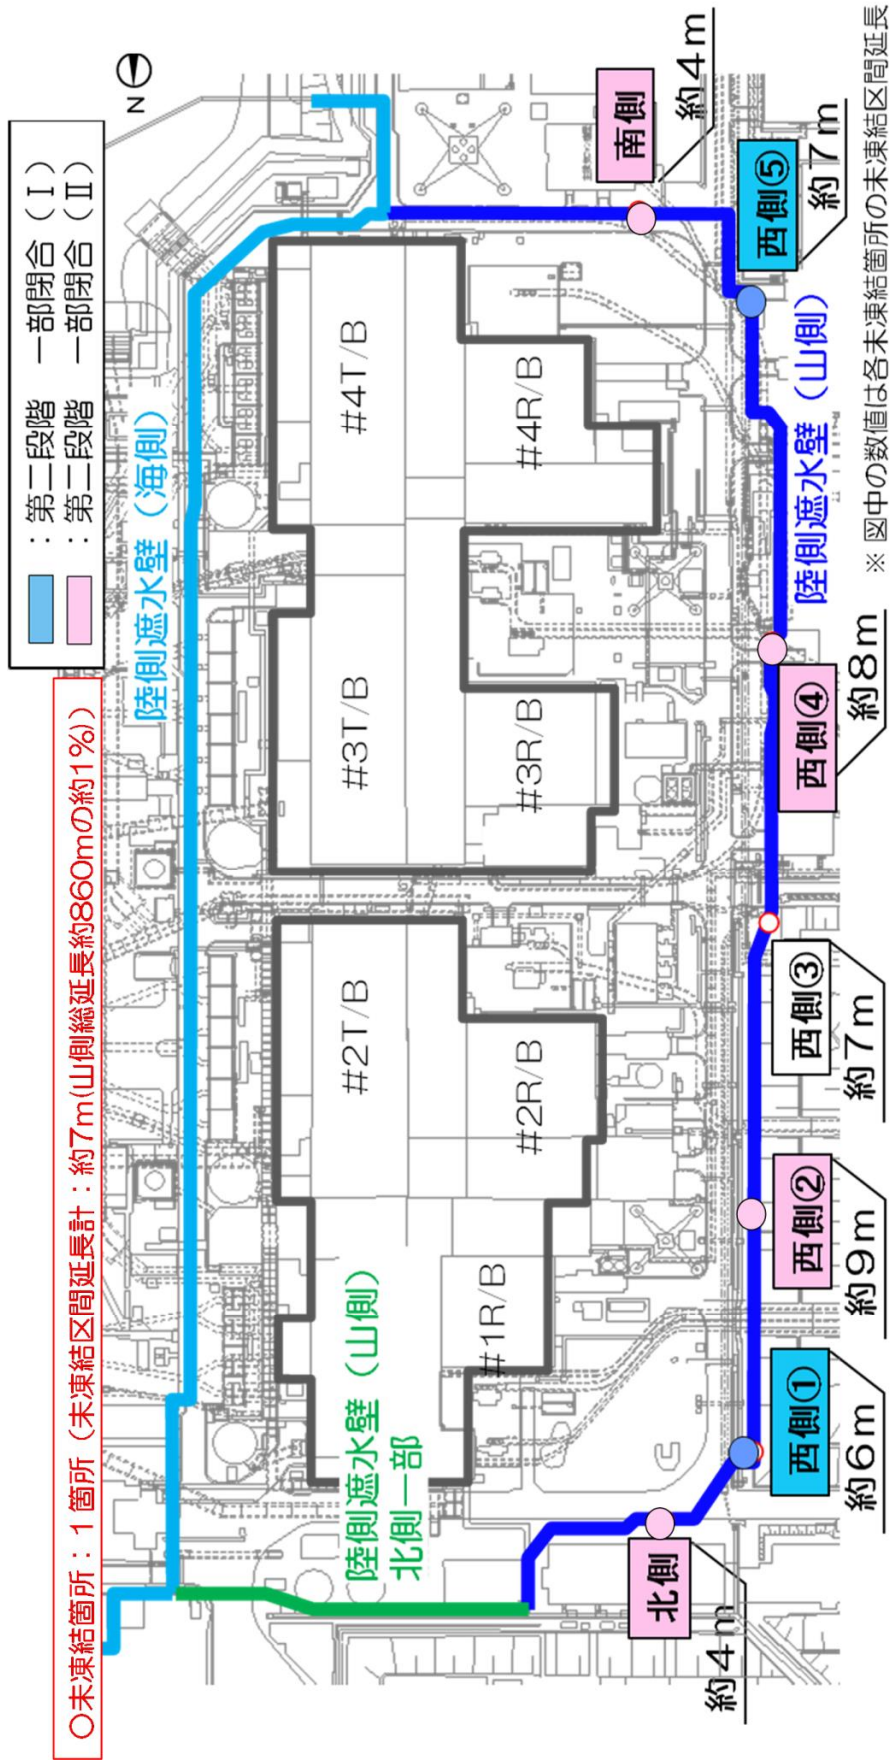 ○未凍結箇所：1箇所（未凍結区間延長計：約7m(山側総延長約860mの約1%)）
：第二段階　一部閉合（Ⅰ）
：第二段階　一部閉合（Ⅱ）
N
陸側遮水壁（海側）
#2T/B
#3T/B
#4T/B
#1R/B
#2R/B
#3R/B
#4R/B
陸側遮水壁（山側）
北側一部
北側
約4m
西側①
約6m
西側②
約9m
西側③
約7m
西側④
約8m
西側⑤
約7m
南側
約4m
陸側遮水壁（山側）
※ 図中の数値は各未凍結箇所の未凍結区間延長